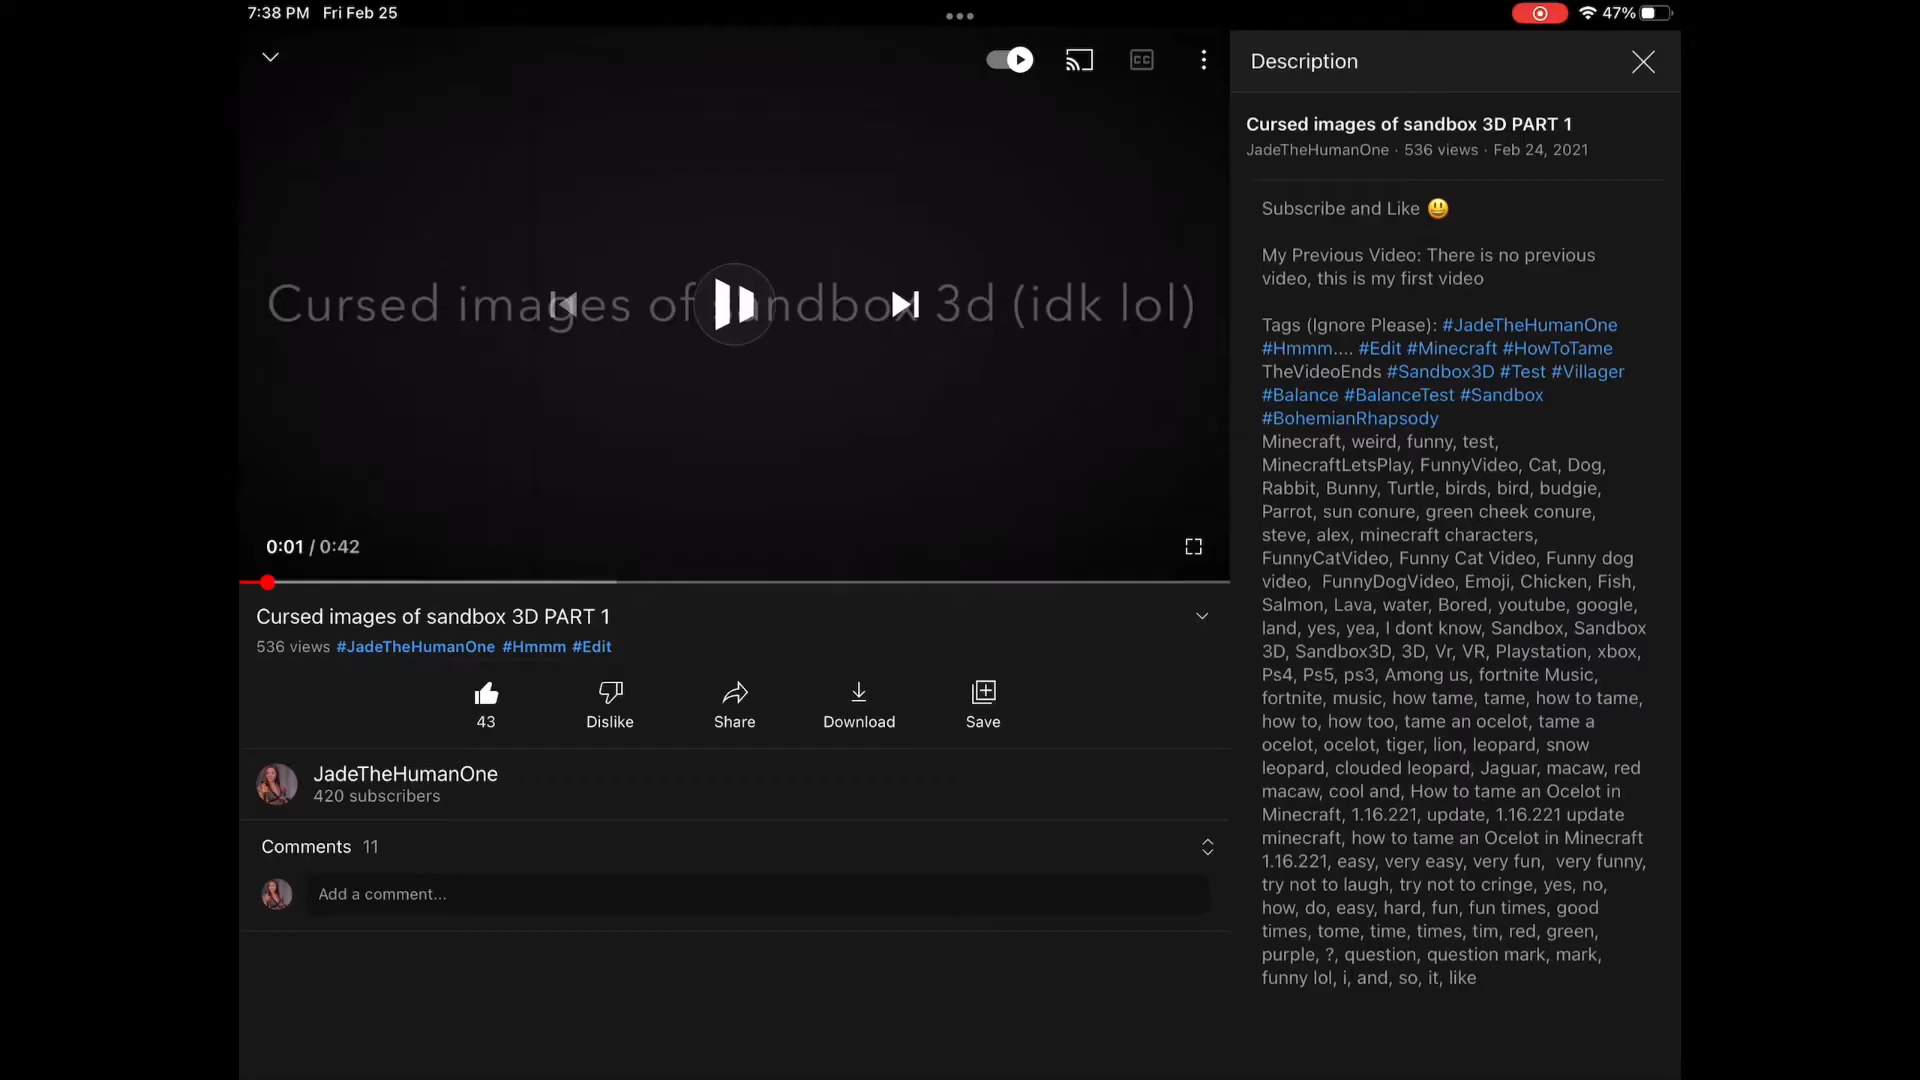 7:38 PM Fri Feb 25
47%
CC
Cursed images of sandbox 3d (idk lol)
0:01 / 0:42
Cursed images of sandbox 3D PART 1
536 views #JadeTheHumanOne #Hmmm #Edit
43
Dislike
Share
Download
Save
JadeTheHumanOne
420 subscribers
Comments 11
Add a comment...
Description
Cursed images of sandbox 3D PART 1
JadeTheHumanOne · 536 views · Feb 24, 2021
Subscribe and Like 😃
My Previous Video: There is no previous
video, this is my first video
Tags (Ignore Please): #JadeTheHumanOne
#Hmmm.... #Edit #Minecraft #HowToTame
TheVideoEnds #Sandbox3D #Test #Villager
#Balance #BalanceTest #Sandbox
#BohemianRhapsody
Minecraft, weird, funny, test,
MinecraftLetsPlay, FunnyVideo, Cat, Dog,
Rabbit, Bunny, Turtle, birds, bird, budgie,
Parrot, sun conure, green cheek conure,
steve, alex, minecraft characters,
FunnyCatVideo, Funny Cat Video, Funny dog
video,  FunnyDogVideo, Emoji, Chicken, Fish,
Salmon, Lava, water, Bored, youtube, google,
land, yes, yea, I dont know, Sandbox, Sandbox
3D, Sandbox3D, 3D, Vr, VR, Playstation, xbox,
Ps4, Ps5, ps3, Among us, fortnite Music,
fortnite, music, how tame, tame, how to tame,
how to, how too, tame an ocelot, tame a
ocelot, ocelot, tiger, lion, leopard, snow
leopard, clouded leopard, Jaguar, macaw, red
macaw, cool and, How to tame an Ocelot in
Minecraft, 1.16.221, update, 1.16.221 update
minecraft, how to tame an Ocelot in Minecraft
1.16.221, easy, very easy, very fun,  very funny,
try not to laugh, try not to cringe, yes, no,
how, do, easy, hard, fun, fun times, good
times, tome, time, times, tim, red, green,
purple, ?, question, question mark, mark,
funny lol, i, and, so, it, like